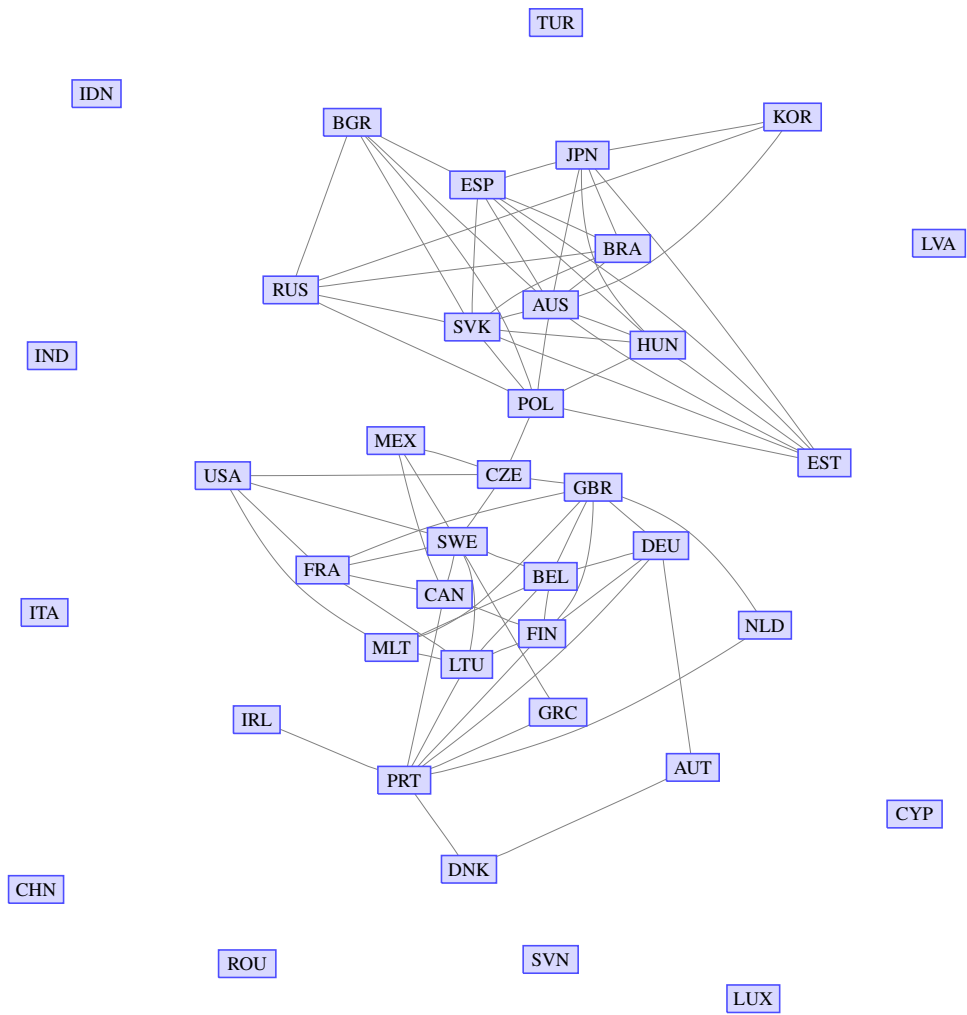 TUR
IDN
BGR
KOR
JPN
ESP
BRA
LVA
RUS
AUS
SVK
HUN
IND
POL
MEX
EST
USA
CZE
GBR
SWE
DEU
FRA
BEL
CAN
ITA
NLD
FIN
MLT
LTU
IRL
GRC
AUT
PRT
CYP
DNK
CHN
ROU
SVN
LUX